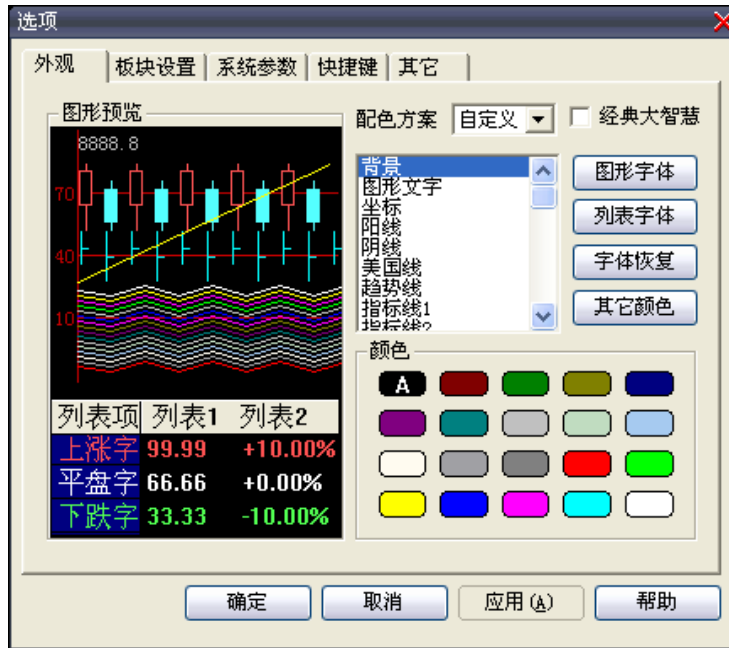 选项
外观 板块设置 系统参数 快捷键 其它
图形预览
8888.8
70
40
10
列表项 列表1 列表2
上涨字 99.99 +10.00%
平盘字 66.66 +0.00%
下跌字 33.33 -10.00%
配色方案 自定义 经典大智慧
背景
图形文字
坐标
阳线
阴线
美国线
趋势线
指标线1
指标线2
图形字体
列表字体
字体恢复
其它颜色
颜色
A
确定 取消 应用(A) 帮助